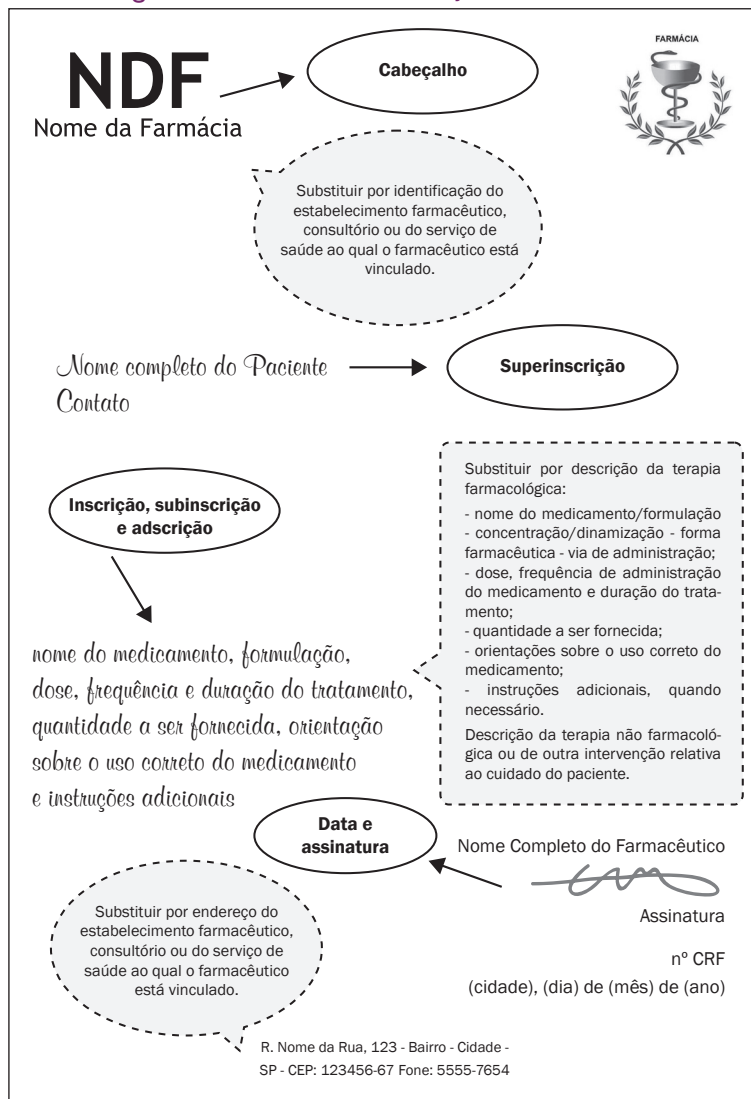 NDF
Nome da Farmácia
Cabeçalho
FARMÁCIA
Substituir por identificação do
estabelecimento farmacêutico,
consultório ou do serviço de
saúde ao qual o farmacêutico está
vinculado.
Nome completo do Paciente
Contato
Superinscrição
Inscrição, subinscrição
e adscrição
nome do medicamento, formulação,
dose, frequência e duração do tratamento,
quantidade a ser fornecida, orientação
sobre o uso correto do medicamento
e instruções adicionais
Substituir por descrição da terapia
farmacológica:
- nome do medicamento/formulação
- concentração/dinamização - forma
farmacêutica - via de administração;
- dose, frequência de administração
do medicamento e duração do trata-
mento;
- quantidade a ser fornecida;
- orientações sobre o uso correto do
medicamento;
- instruções adicionais, quando
necessário.
Descrição da terapia não farmacoló-
gica ou de outra intervenção relativa
ao cuidado do paciente.
Data e
assinatura
Nome Completo do Farmacêutico
Assinatura
nº CRF
(cidade), (dia) de (mês) de (ano)
Substituir por endereço do
estabelecimento farmacêutico,
consultório ou do serviço de
saúde ao qual o farmacêutico
está vinculado.
R. Nome da Rua, 123 - Bairro - Cidade -
SP - CEP: 123456-67 Fone: 5555-7654